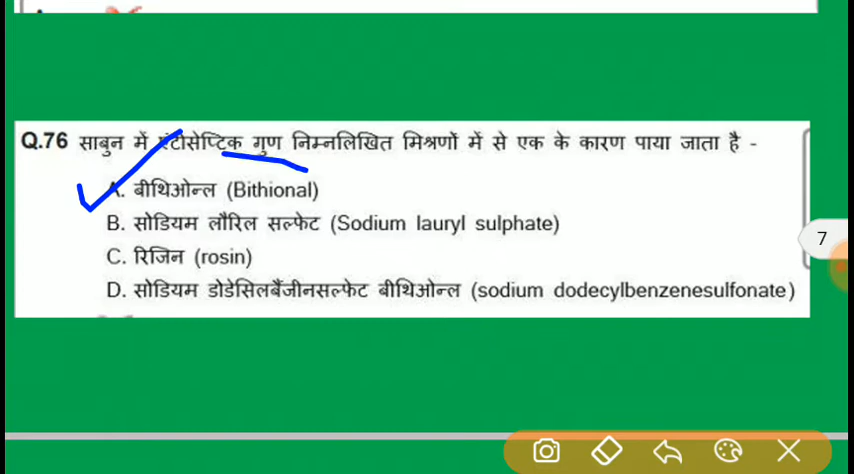 Q.76 साबुन में एंटीसेप्टिक गुण निम्नलिखित मिश्रणों में से एक के कारण पाया जाता है -
A. बीथिओन्ल (Bithional)
B. सोडियम लौरिल सल्फेट (Sodium lauryl sulphate)
C. रिजिन (rosin)
D. सोडियम डोडेसिलबैंजीनसल्फेट बीथिओन्ल (sodium dodecylbenzenesulfonate)
7